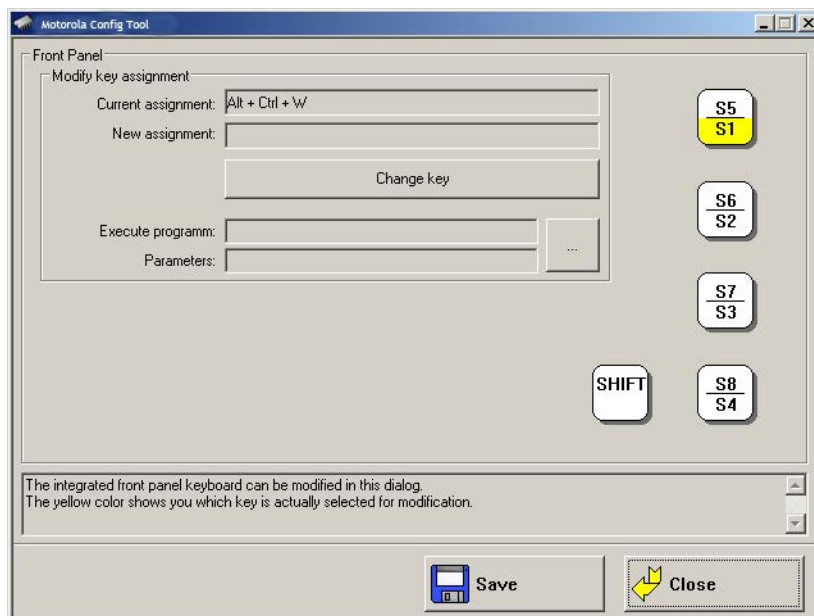 Motorola Config Tool
Front Panel
Modify key assignment
Current assignment: Alt + Ctrl + W
New assignment:
Change key
Execute programm:
...
Parameters:
S5
S1
S6
S2
S7
S3
SHIFT
S8
S4
The integrated front panel keyboard can be modified in this dialog.
The yellow color shows you which key is actually selected for modification.
Save
Close